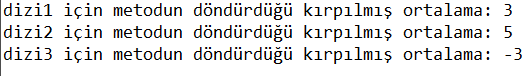 dizi1 için metodun döndürdüğü kırpılmış ortalama: 3
dizi2 için metodun döndürdüğü kırpılmış ortalama: 5
dizi3 için metodun döndürdüğü kırpılmış ortalama: -3